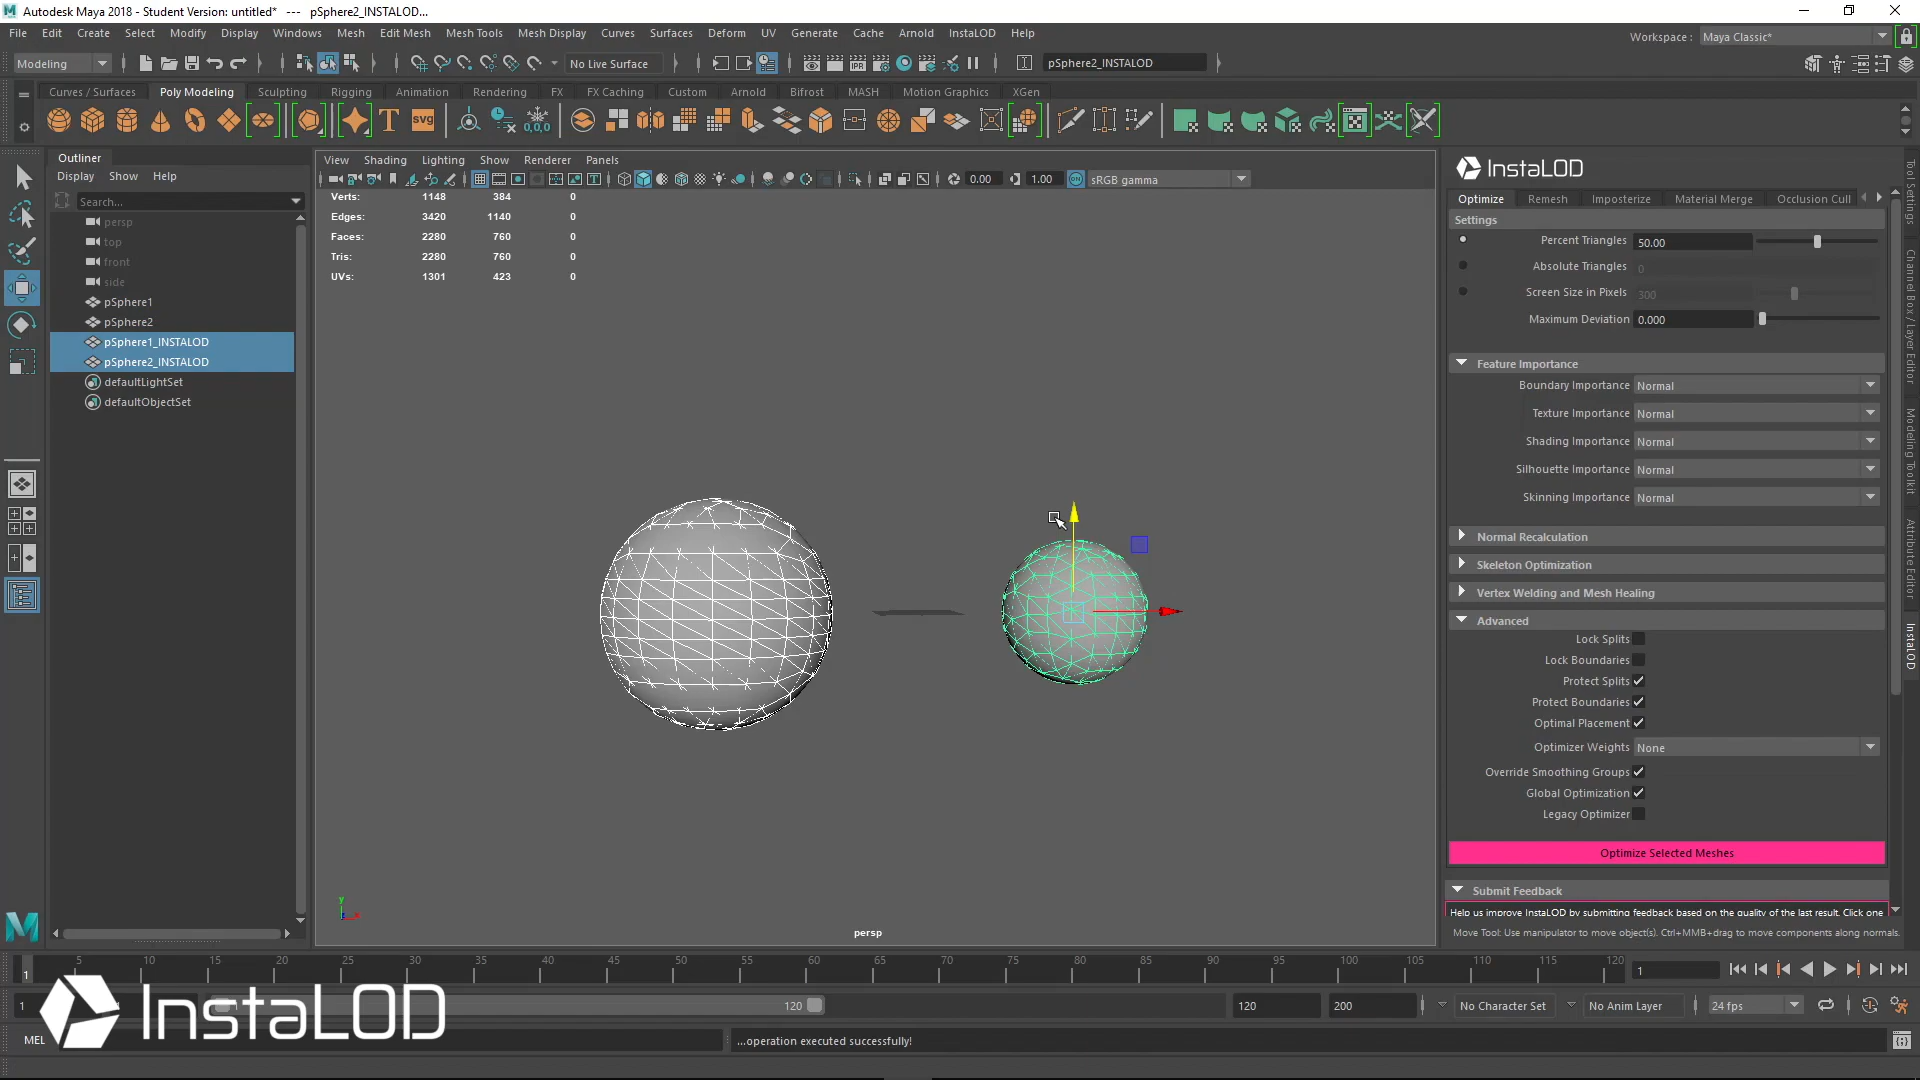 Autodesk Maya 2018 - Student Version: untitled* --- pSphere2_INSTALOD...
File Edit Create Select Modify Display Windows Mesh Edit Mesh Mesh Tools Mesh Display Curves Surfaces Deform UV Generate Cache Arnold InstaLOD Help
Workspace : Maya Classic*
Modeling No Live Surface pSphere2_INSTALOD
Curves / Surfaces Poly Modeling Sculpting Rigging Animation Rendering FX FX Caching Custom Arnold Bifrost MASH Motion Graphics XGen
Outliner
Display Show Help
Search...
persp
top
front
side
pSphere1
pSphere2
pSphere1_INSTALOD
pSphere2_INSTALOD
defaultLightSet
defaultObjectSet
View Shading Lighting Show Renderer Panels
0.00 1.00 sRGB gamma
Verts: 1148 384 0
Edges: 3420 1140 0
Faces: 2280 760 0
Tris: 2280 760 0
UVs: 1301 423 0
persp
InstaLOD
Optimize Remesh Imposterize Material Merge Occlusion Cull
Settings
Percent Triangles 50.00
Absolute Triangles 0
Screen Size in Pixels 300
Maximum Deviation 0.000
Feature Importance
Boundary Importance Normal
Texture Importance Normal
Shading Importance Normal
Silhouette Importance Normal
Skinning Importance Normal
Normal Recalculation
Skeleton Optimization
Vertex Welding and Mesh Healing
Advanced
Lock Splits
Lock Boundaries
Protect Splits
Protect Boundaries
Optimal Placement
Optimizer Weights None
Override Smoothing Groups
Global Optimization
Legacy Optimizer
Optimize Selected Meshes
Submit Feedback
Help us improve InstaLOD by submitting feedback based on the quality of the last result. Click one
Move Tool: Use manipulator to move object(s). Ctrl+MMB+drag to move components along normals.
Tool Settings
Channel Box / Layer Editor
Modeling Toolkit
Attribute Editor
InstaLOD
1 5 10 15 20 25 30 35 40 45 50 55 60 65 70 75 80 85 90 95 100 105 110 115 120 1
1 120 120 200 No Character Set No Anim Layer 24 fps
InstaLOD
MEL ...operation executed successfully!